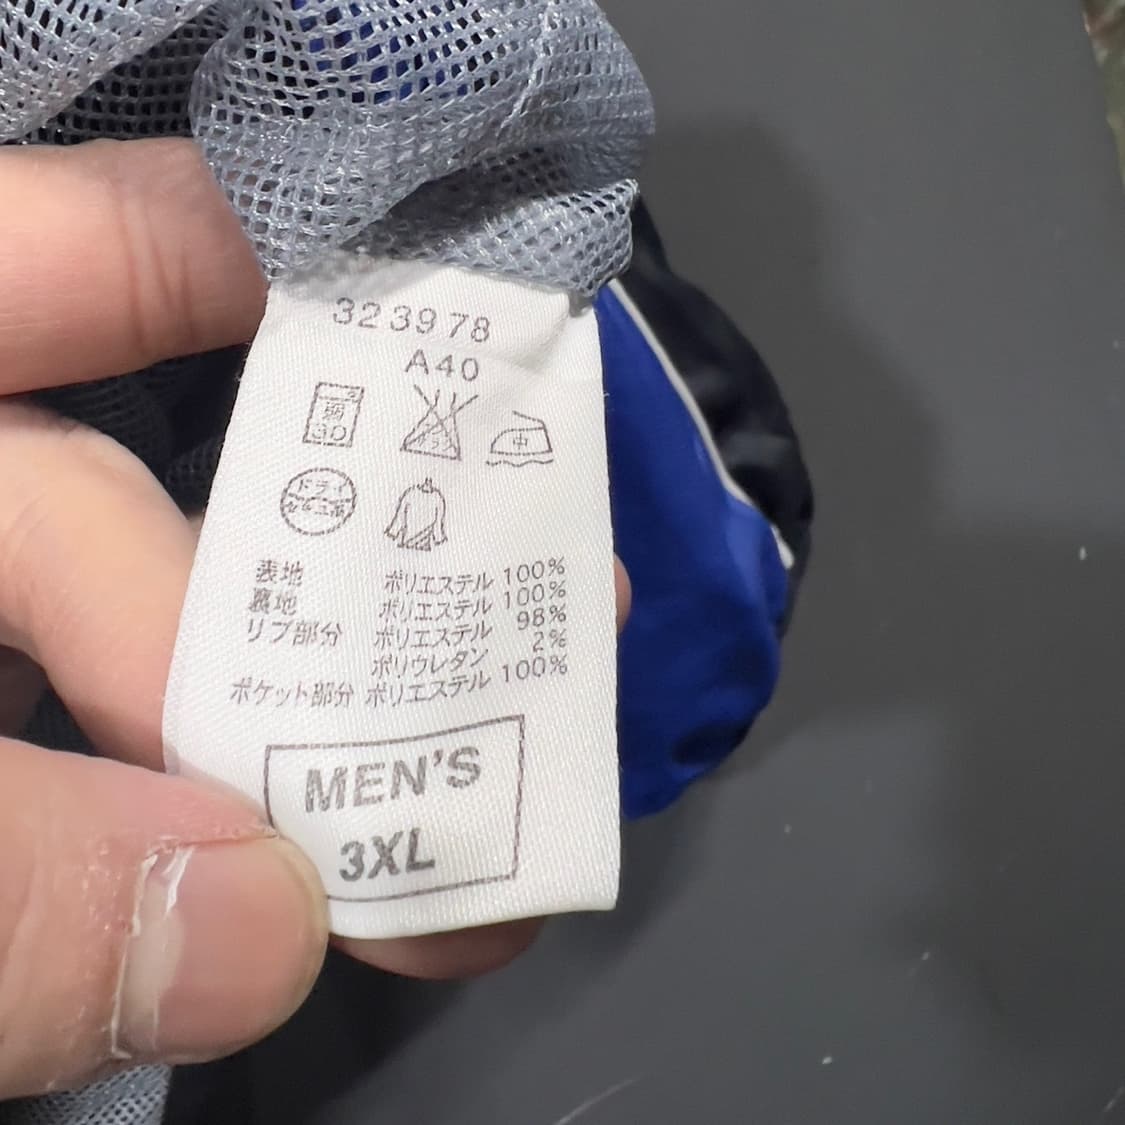 323978
A40
弱
30
中
ドライ
表地 ポリエステル 100%
裏地 ポリエステル 100%
リブ部分 ポリエステル 98%
ポリウレタン 2%
ポケット部分 ポリエステル 100%
MEN'S
3XL